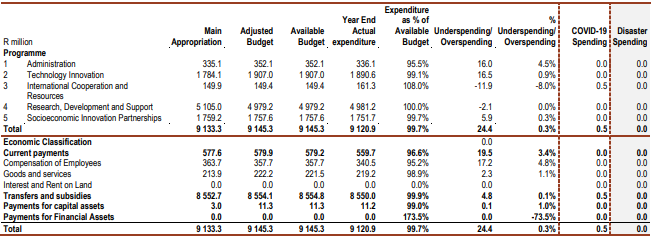 Expenditure
Year End as % of %
Main Adjusted Available Actual Available Underspending/ Underspending/ COVID-19 Disaster
R million Appropriation Budget Budget expenditure Budget Overspending Overspending Spending Spending
Programme
1 Administration 335.1 352.1 352.1 336.1 95.5% 16.0 4.5% 0.0 0.0
2 Technology Innovation 1 784.1 1 907.0 1 907.0 1 890.6 99.1% 16.5 0.9% 0.0 0.0
3 International Cooperation and 149.9 149.4 149.4 161.3 108.0% -11.9 -8.0% 0.5 0.0
Resources
4 Research, Development and Support 5 105.0 4 979.2 4 979.2 4 981.2 100.0% -2.1 0.0% 0.0 0.0
5 Socioeconomic Innovation Partnerships 1 759.2 1 757.6 1 757.6 1 751.7 99.7% 5.9 0.3% 0.0 0.0
Total 9 133.3 9 145.3 9 145.3 9 120.9 99.7% 24.4 0.3% 0.5 0.0
Economic Classification 0.0
Current payments 577.6 579.9 579.2 559.7 96.6% 19.5 3.4% 0.0 0.0
Compensation of Employees 363.7 357.7 357.7 340.5 95.2% 17.2 4.8% 0.0 0.0
Goods and services 213.9 222.2 221.5 219.2 98.9% 2.3 1.1% 0.0 0.0
Interest and Rent on Land 0.0 0.0 0.0 0.0 0.0 0.0 0.0
Transfers and subsidies 8 552.7 8 554.1 8 554.8 8 550.0 99.9% 4.8 0.1% 0.5 0.0
Payments for capital assets 3.0 11.3 11.3 11.2 99.0% 0.1 1.0% 0.0 0.0
Payments for Financial Assets 0.0 0.0 0.0 0.0 173.5% 0.0 -73.5% 0.0 0.0
Total 9 133.3 9 145.3 9 145.3 9 120.9 99.7% 24.4 0.3% 0.5 0.0